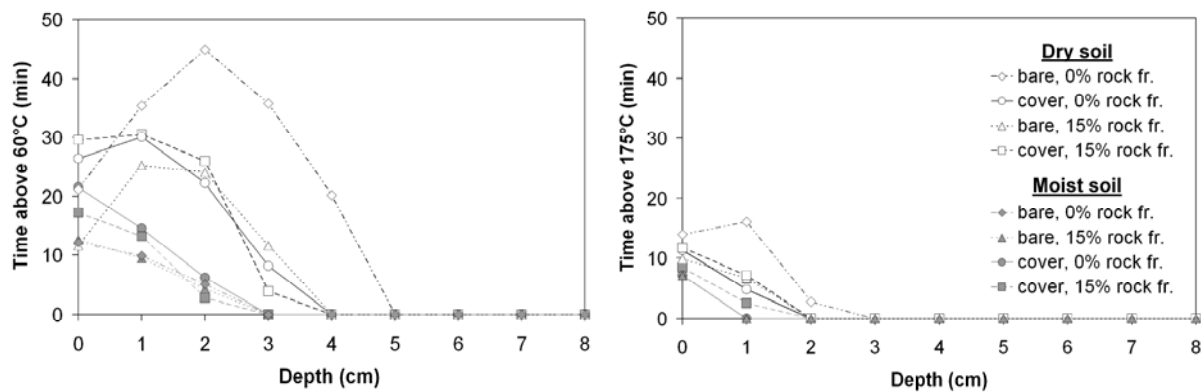 Time above 60°C (min)
50
40
30
20
10
0
0 1 2 3 4 5 6 7 8
Depth (cm)
Time above 175°C (min)
50
40
30
20
10
0
0 1 2 3 4 5 6 7 8
Depth (cm)
Dry soil
bare, 0% rock fr.
cover, 0% rock fr.
bare, 15% rock fr.
cover, 15% rock fr.
Moist soil
bare, 0% rock fr.
bare, 15% rock fr.
cover, 0% rock fr.
cover, 15% rock fr.